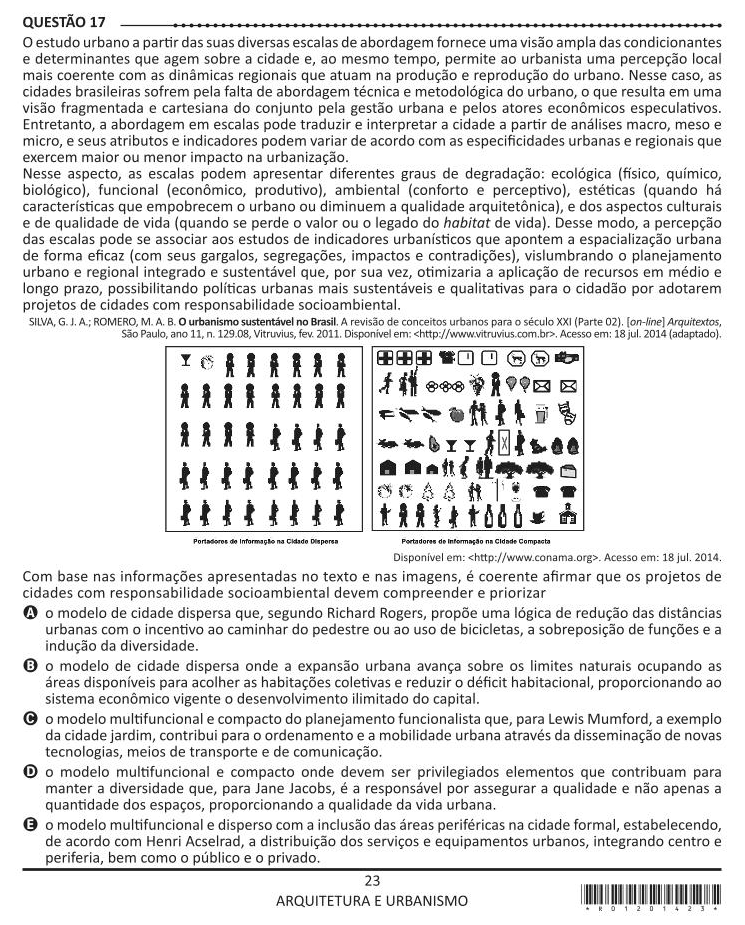 QUESTÃO 17
O estudo urbano a partir das suas diversas escalas de abordagem fornece uma visão ampla das condicionantes
e determinantes que agem sobre a cidade e, ao mesmo tempo, permite ao urbanista uma percepção local
mais coerente com as dinâmicas regionais que atuam na produção e reprodução do urbano. Nesse caso, as
cidades brasileiras sofrem pela falta de abordagem técnica e metodológica do urbano, o que resulta em uma
visão fragmentada e cartesiana do conjunto pela gestão urbana e pelos atores econômicos especulativos.
Entretanto, a abordagem em escalas pode traduzir e interpretar a cidade a partir de análises macro, meso e
micro, e seus atributos e indicadores podem variar de acordo com as especificidades urbanas e regionais que
exercem maior ou menor impacto na urbanização.
Nesse aspecto, as escalas podem apresentar diferentes graus de degradação: ecológica (físico, químico,
biológico), funcional (econômico, produtivo), ambiental (conforto e perceptivo), estéticas (quando há
características que empobrecem o urbano ou diminuem a qualidade arquitetônica), e dos aspectos culturais
e de qualidade de vida (quando se perde o valor ou o legado do habitat de vida). Desse modo, a percepção
das escalas pode se associar aos estudos de indicadores urbanísticos que apontem a espacialização urbana
de forma eficaz (com seus gargalos, segregações, impactos e contradições), vislumbrando o planejamento
urbano e regional integrado e sustentável que, por sua vez, otimizaria a aplicação de recursos em médio e
longo prazo, possibilitando políticas urbanas mais sustentáveis e qualitativas para o cidadão por adotarem
projetos de cidades com responsabilidade socioambiental.
SILVA, G. J. A.; ROMERO, M. A. B. O urbanismo sustentável no Brasil. A revisão de conceitos urbanos para o século XXI (Parte 02). [on-line] Arquitextos,
São Paulo, ano 11, n. 129.08, Vitruvius, fev. 2011. Disponível em: <http://www.vitruvius.com.br>. Acesso em: 18 jul. 2014 (adaptado).
Portadores de Informação na Cidade Dispersa
Portadores de Informação na Cidade Compacta
Disponível em: <http://www.conama.org>. Acesso em: 18 jul. 2014.
Com base nas informações apresentadas no texto e nas imagens, é coerente afirmar que os projetos de
cidades com responsabilidade socioambiental devem compreender e priorizar
A o modelo de cidade dispersa que, segundo Richard Rogers, propõe uma lógica de redução das distâncias
urbanas com o incentivo ao caminhar do pedestre ou ao uso de bicicletas, a sobreposição de funções e a
indução da diversidade.
B o modelo de cidade dispersa onde a expansão urbana avança sobre os limites naturais ocupando as
áreas disponíveis para acolher as habitações coletivas e reduzir o déficit habitacional, proporcionando ao
sistema econômico vigente o desenvolvimento ilimitado do capital.
C o modelo multifuncional e compacto do planejamento funcionalista que, para Lewis Mumford, a exemplo
da cidade jardim, contribui para o ordenamento e a mobilidade urbana através da disseminação de novas
tecnologias, meios de transporte e de comunicação.
D o modelo multifuncional e compacto onde devem ser privilegiados elementos que contribuam para
manter a diversidade que, para Jane Jacobs, é a responsável por assegurar a qualidade e não apenas a
quantidade dos espaços, proporcionando a qualidade da vida urbana.
E o modelo multifuncional e disperso com a inclusão das áreas periféricas na cidade formal, estabelecendo,
de acordo com Henri Acselrad, a distribuição dos serviços e equipamentos urbanos, integrando centro e
periferia, bem como o público e o privado.
23
ARQUITETURA E URBANISMO
* R 0 1 2 0 1 4 2 3 *